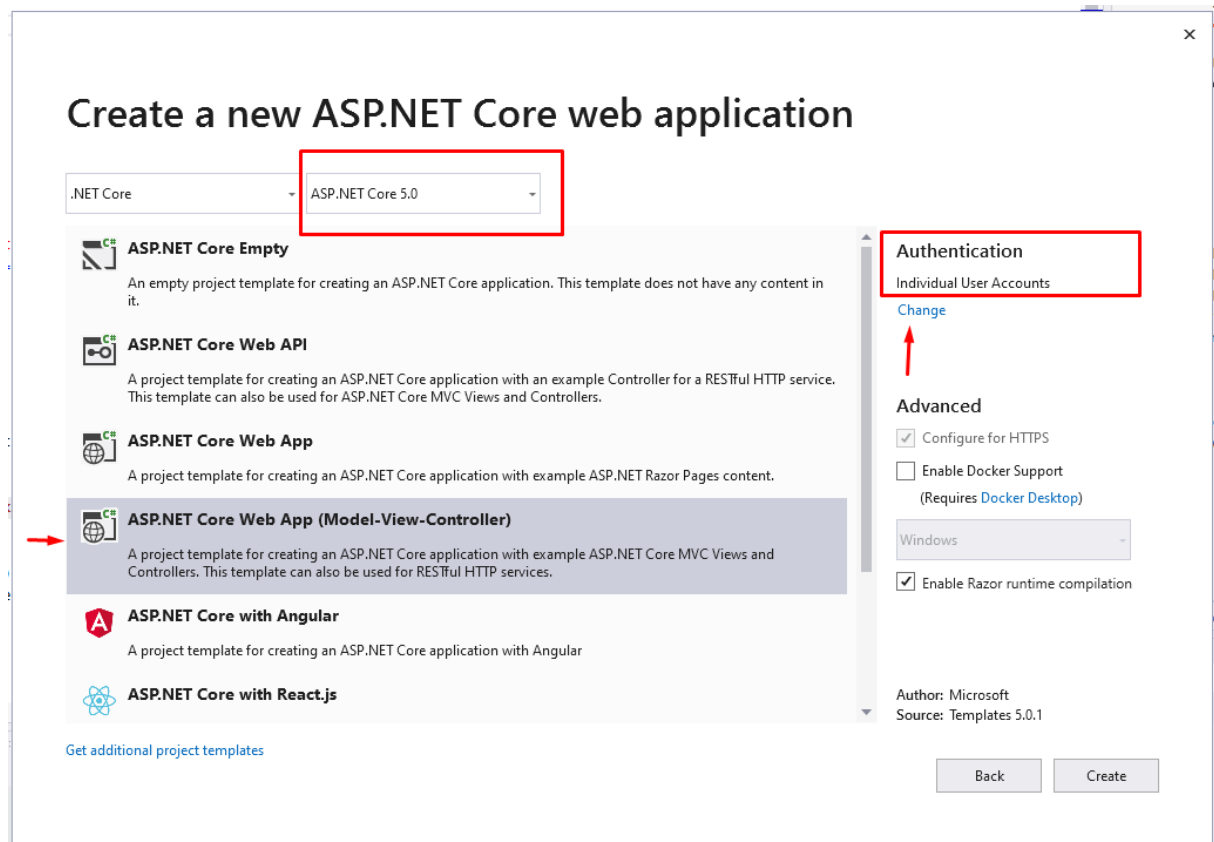 Create a new ASP.NET Core web application
.NET Core
ASP.NET Core 5.0
ASP.NET Core Empty
An empty project template for creating an ASP.NET Core application. This template does not have any content in
it.
ASP.NET Core Web API
A project template for creating an ASP.NET Core application with an example Controller for a RESTful HTTP service.
This template can also be used for ASP.NET Core MVC Views and Controllers.
ASP.NET Core Web App
A project template for creating an ASP.NET Core application with example ASP.NET Razor Pages content.
ASP.NET Core Web App (Model-View-Controller)
A project template for creating an ASP.NET Core application with example ASP.NET Core MVC Views and
Controllers. This template can also be used for RESTful HTTP services.
ASP.NET Core with Angular
A project template for creating an ASP.NET Core application with Angular
ASP.NET Core with React.js
Get additional project templates
Authentication
Individual User Accounts
Change
Advanced
Configure for HTTPS
Enable Docker Support
(Requires Docker Desktop)
Windows
Enable Razor runtime compilation
Author: Microsoft
Source: Templates 5.0.1
Back
Create